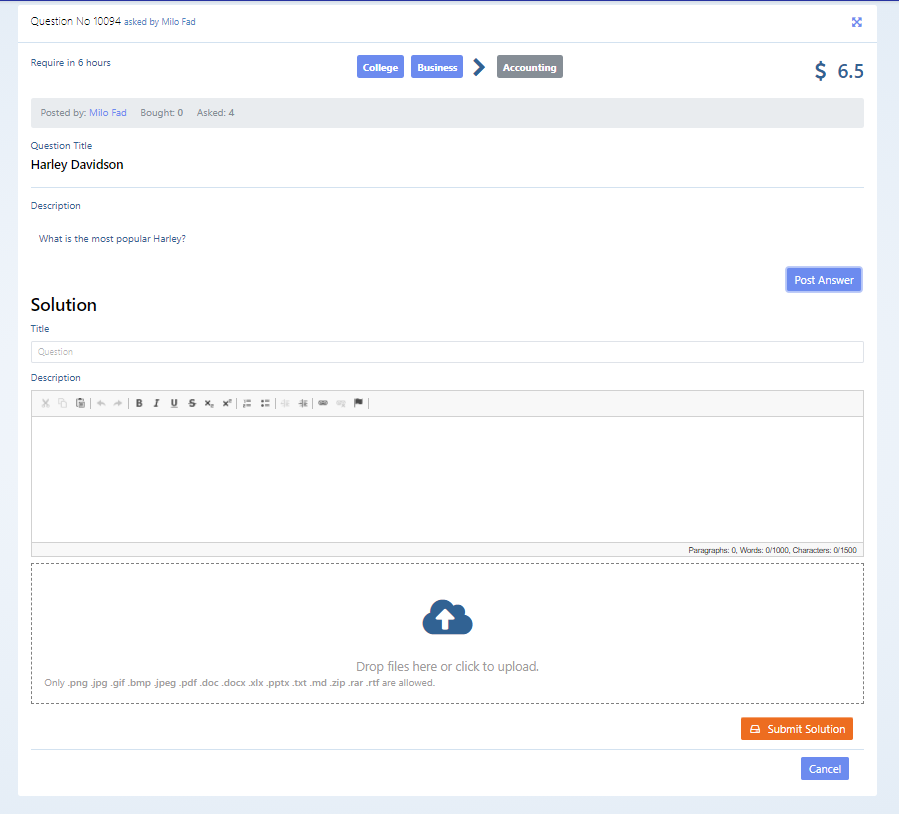 Question No 10094 asked by Milo Fad
Require in 6 hours
College Business Accounting
$ 6.5
Posted by: Milo Fad Bought: 0 Asked: 4
Question Title
Harley Davidson
Description
What is the most popular Harley?
Post Answer
Solution
Title
Question
Description
B I U S x₂ x²
Paragraphs: 0, Words: 0/1000, Characters: 0/1500
Drop files here or click to upload.
Only .png .jpg .gif .bmp .jpeg .pdf .doc .docx .xlx .pptx .txt .md .zip .rar .rtf are allowed.
Submit Solution
Cancel